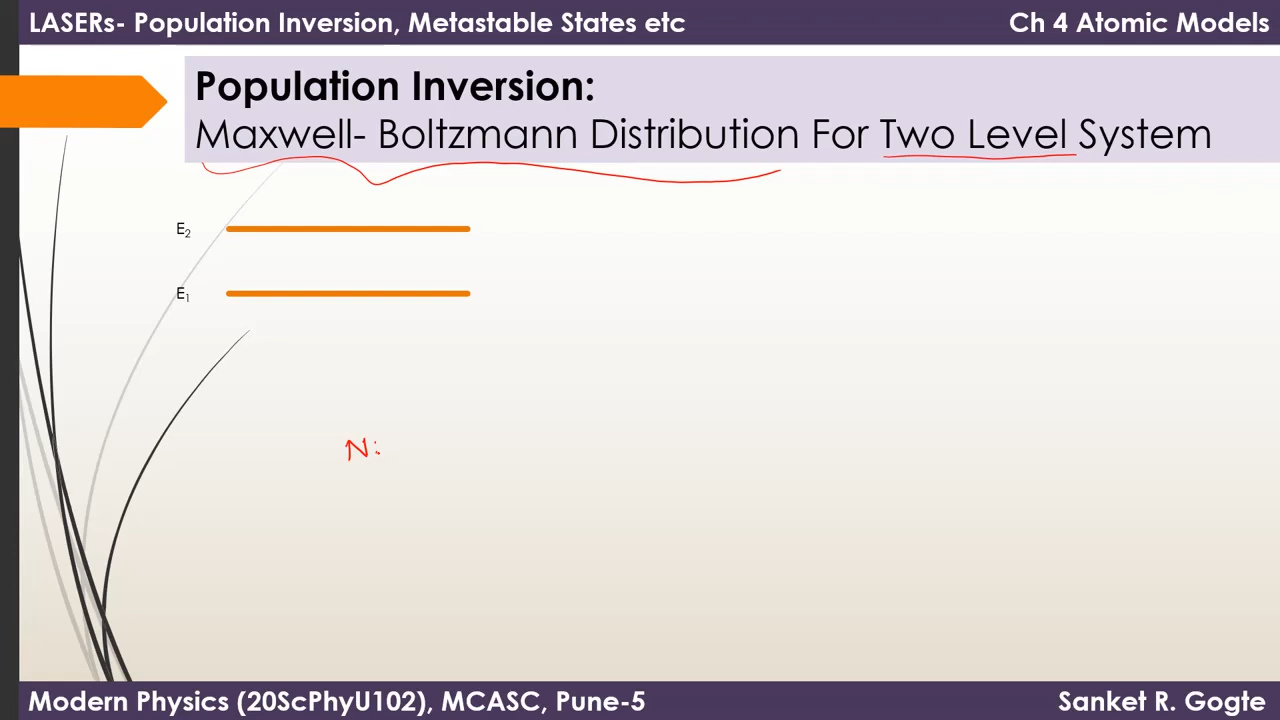 LASERs- Population Inversion, Metastable States etc
Ch 4 Atomic Models
Population Inversion:
Maxwell- Boltzmann Distribution For Two Level System
E₂
E₁
N:
Modern Physics (20ScPhyU102), MCASC, Pune-5
Sanket R. Gogte